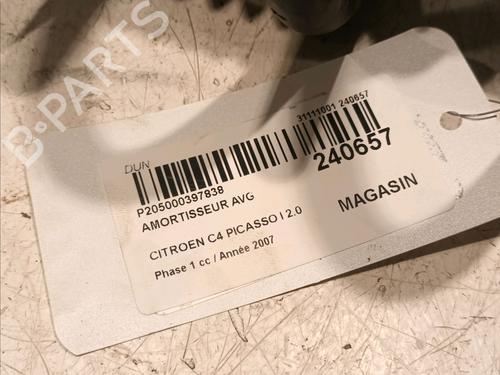 B-PARTS
DUN
31111001 240657
P205000397838
240657
AMORTISSEUR AVG
CITROEN C4 PICASSO I 2.0
MAGASIN
Phase 1 cc / Année 2007